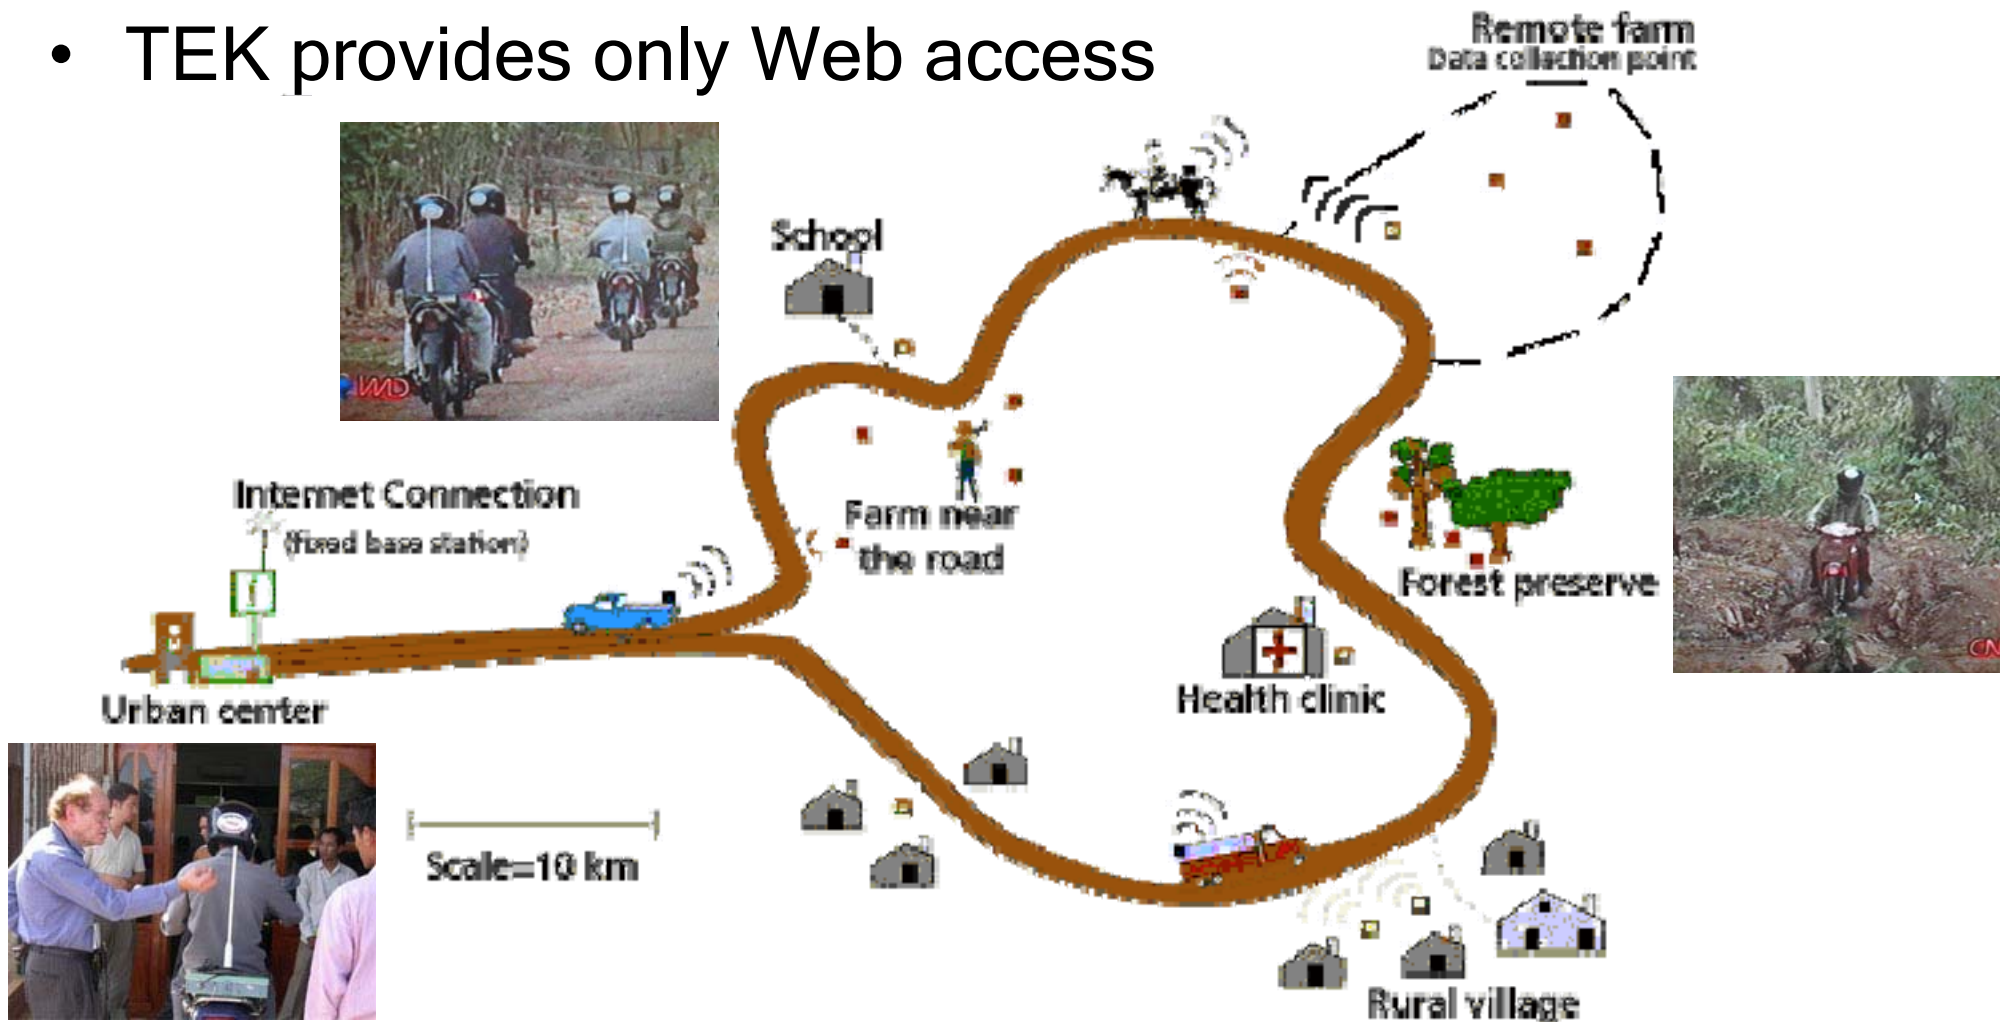 • TEK provides only Web access
Remote farm
Data collection point
School
Internet Connection
(fixed base station)
Farm near
the road
Forest preserve
Health clinic
Urban center
Scale=10 km
Rural village